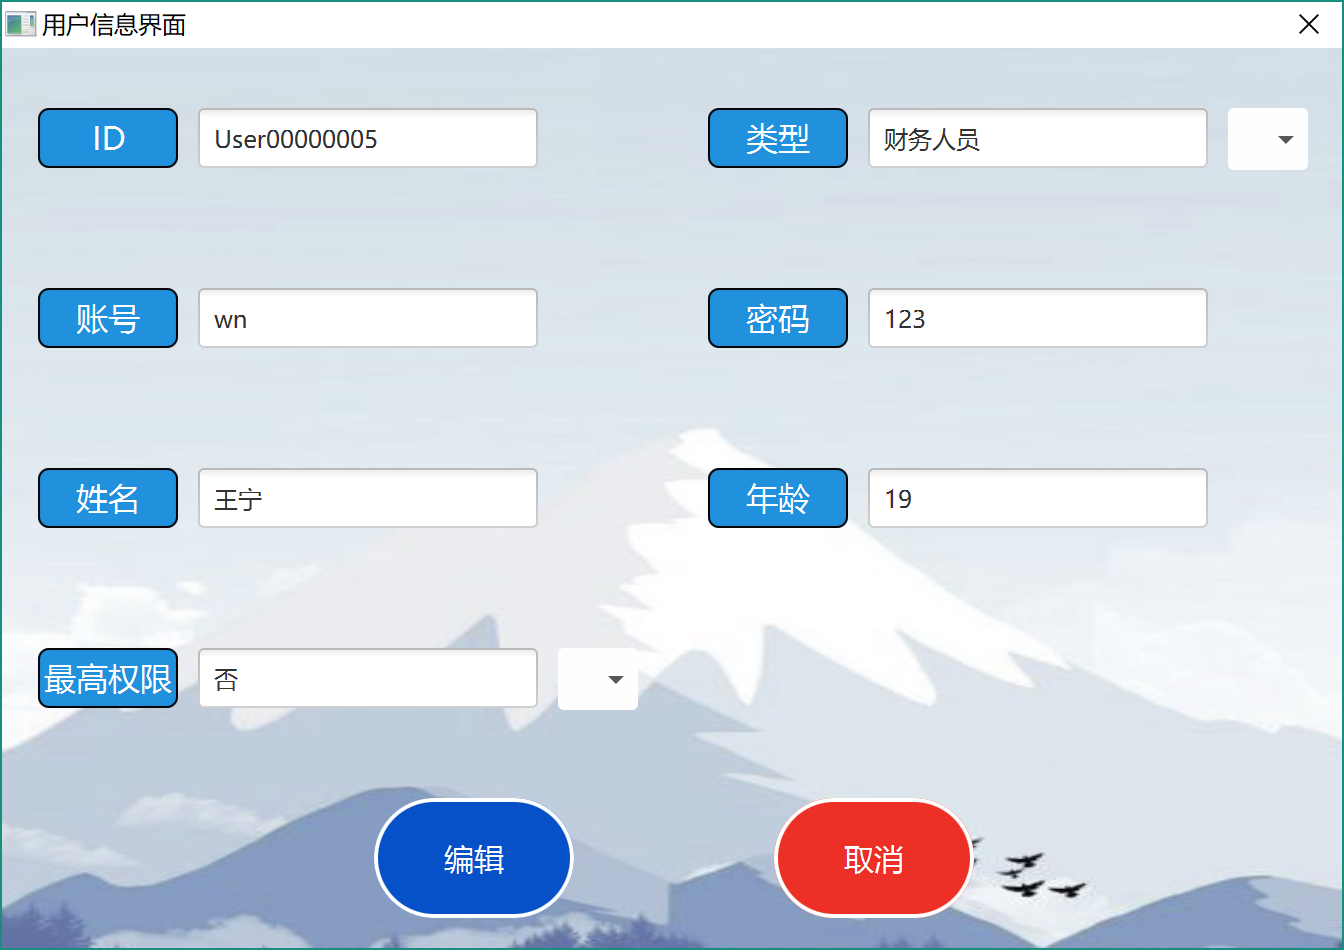 用户信息界面
ID User00000005 类型 财务人员
账号 wn 密码 123
姓名 王宁 年龄 19
最高权限 否
编辑 取消